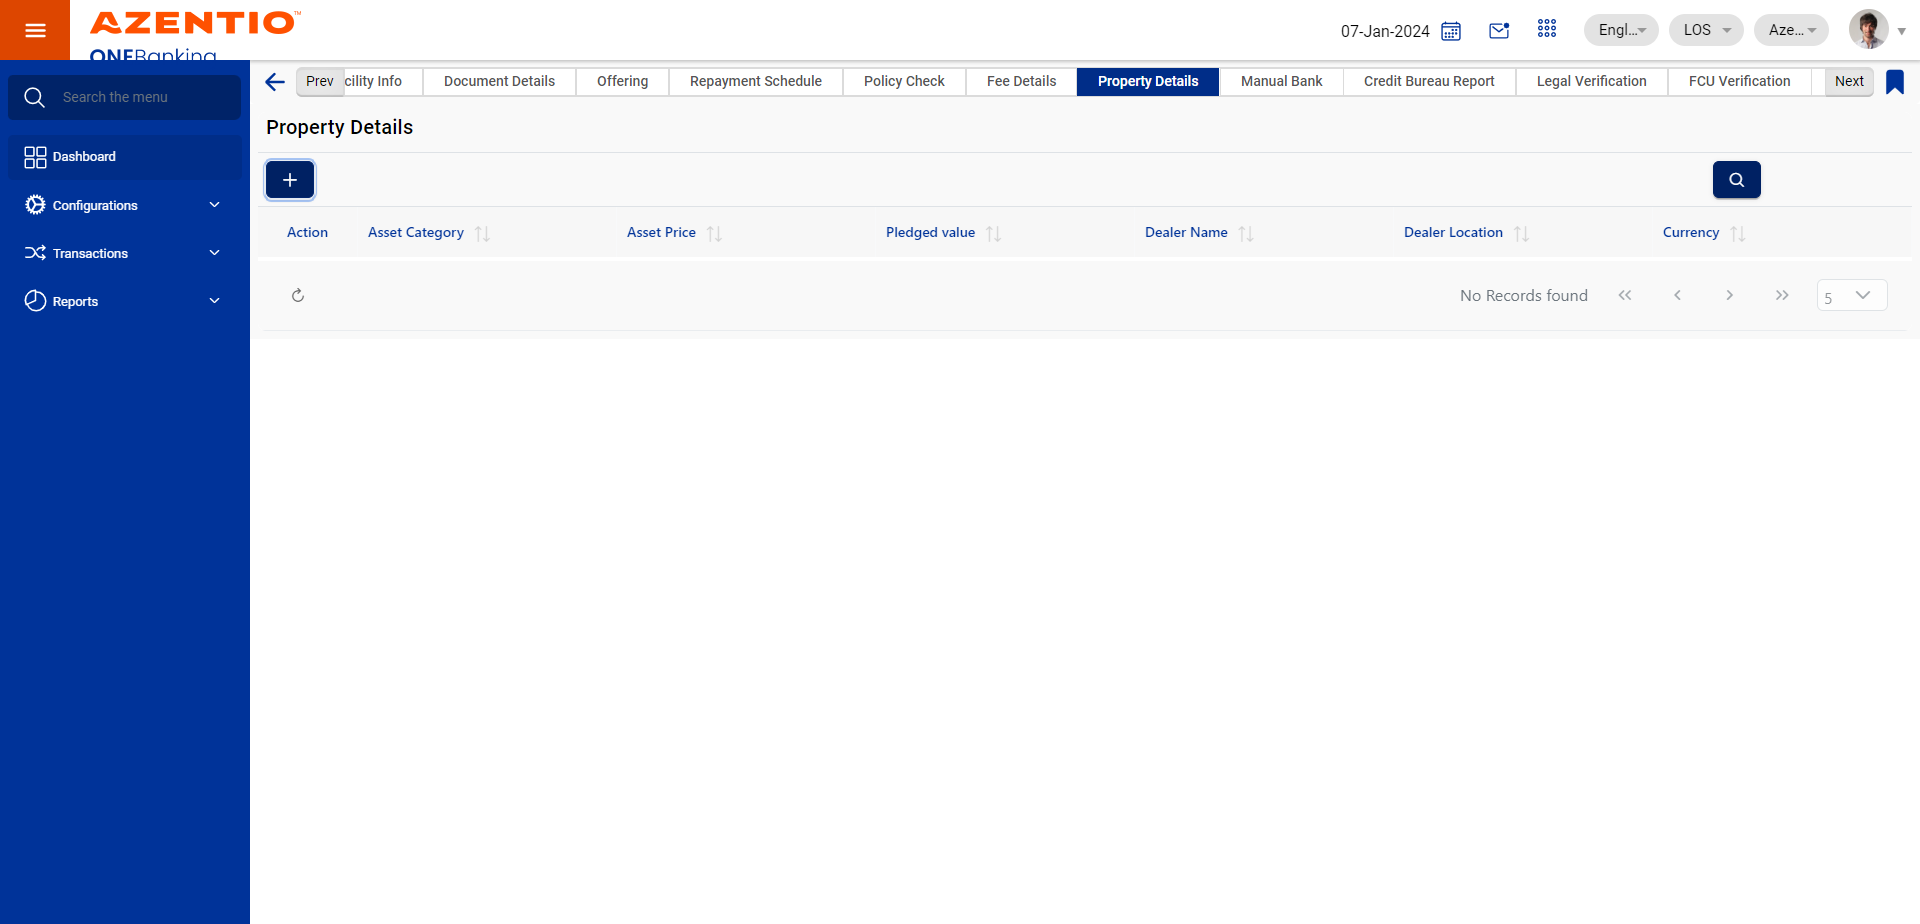 AZENTIO™
ONEBanking
07-Jan-2024
Engl...
LOS
Aze...
Search the menu
Dashboard
Configurations
Transactions
Reports
Prev
cility Info
Document Details
Offering
Repayment Schedule
Policy Check
Fee Details
Property Details
Manual Bank
Credit Bureau Report
Legal Verification
FCU Verification
Next
Property Details
Action
Asset Category
Asset Price
Pledged value
Dealer Name
Dealer Location
Currency
No Records found
5